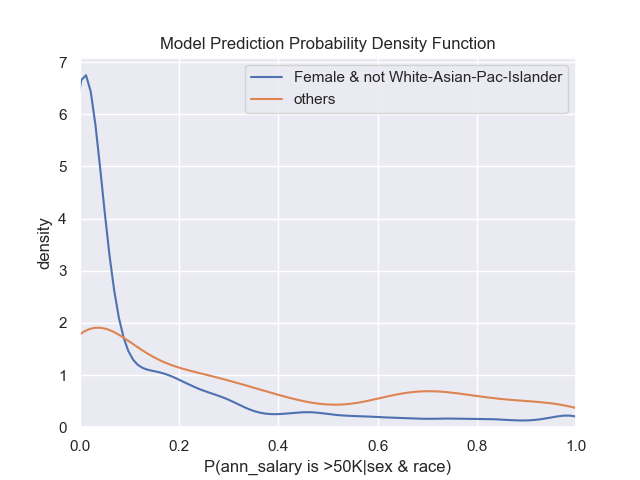 Model Prediction Probability Density Function
Female & not White-Asian-Pac-Islander
others
7
6
5
4
3
2
1
0
density
0.0 0.2 0.4 0.6 0.8 1.0
P(ann_salary is >50K|sex & race)